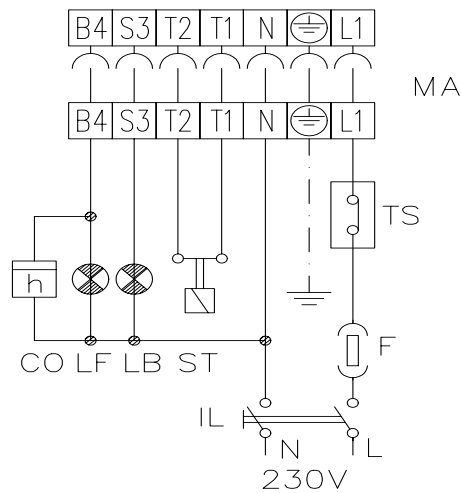 B4 S3 T2 T1 N L1
MA
B4 S3 T2 T1 N L1
TS
h
F
CO LF LB ST
IL
N L
230V